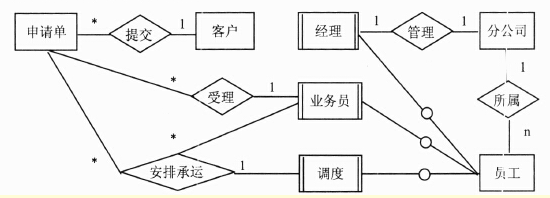 申请单 * 提交 1 客户 经理 1 管理 1 分公司
1
所属
* 受理 1 业务员
* n
* 安排承运 1 调度 员工